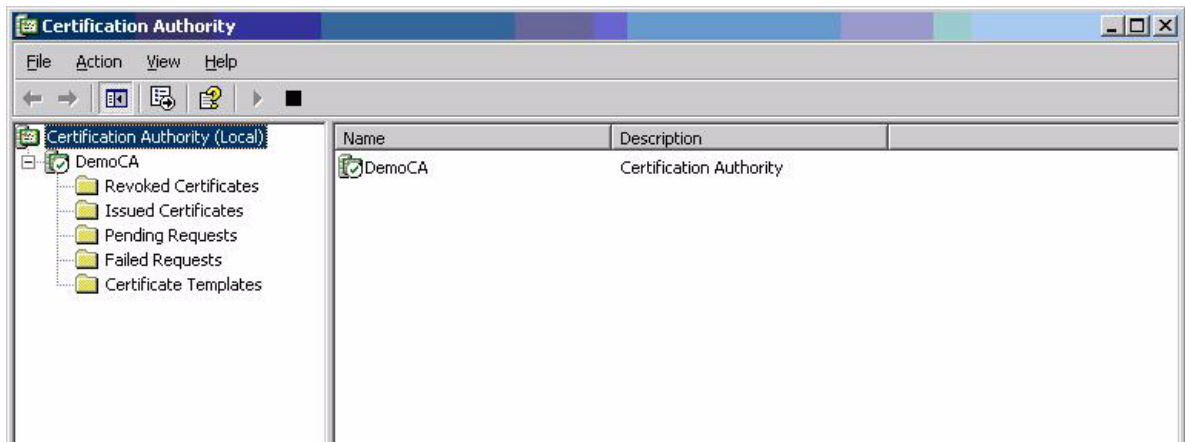 Certification Authority
File Action View Help
Certification Authority (Local)
DemoCA
Revoked Certificates
Issued Certificates
Pending Requests
Failed Requests
Certificate Templates
Name Description
DemoCA Certification Authority